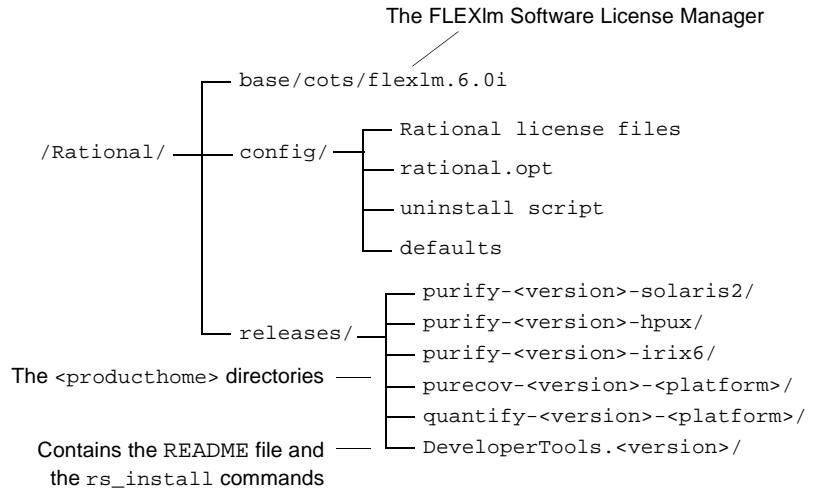 The FLEXlm Software License Manager
base/cots/flexlm.6.0i
/Rational/
config/
Rational license files
rational.opt
uninstall script
defaults
releases/
purify-<version>-solaris2/
purify-<version>-hpux/
purify-<version>-irix6/
The <producthome> directories
purecov-<version>-<platform>/
quantify-<version>-<platform>/
Contains the README file and
the rs_install commands
DeveloperTools.<version>/